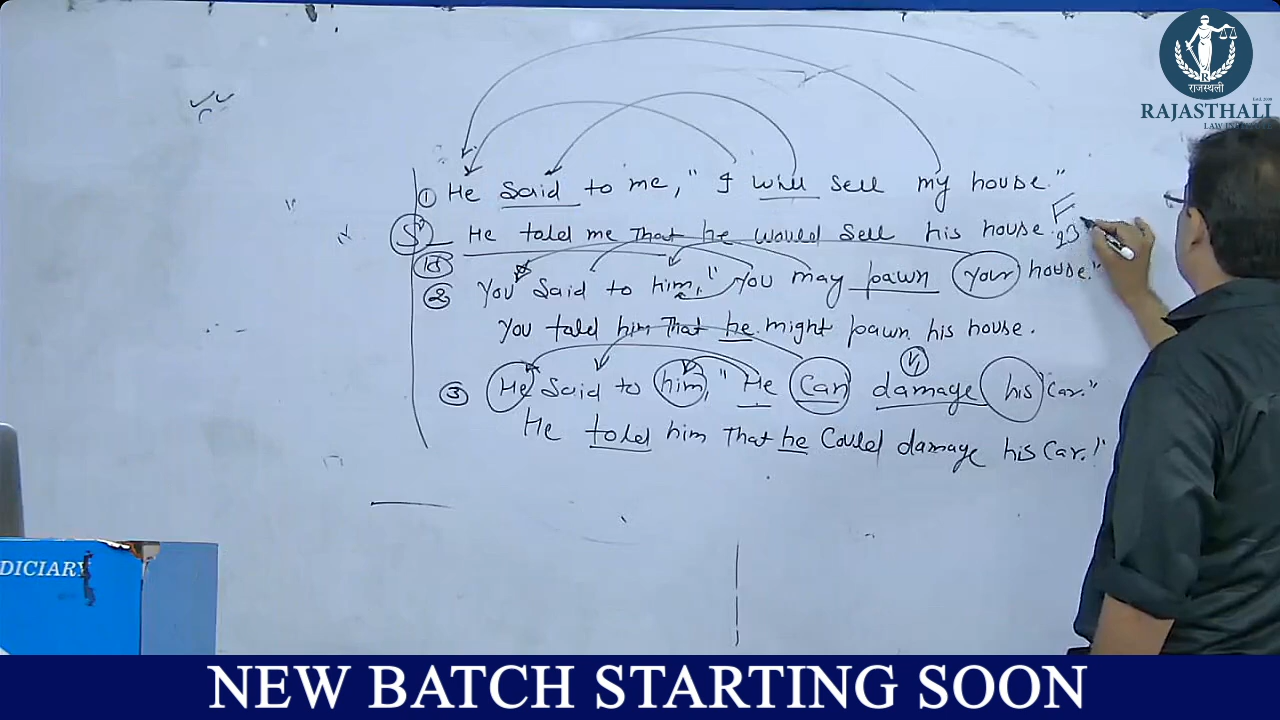 राजस्थली
RAJASTHALI
① He said to me, " I will sell my house."
He told me that he would sell his house.
② You said to him, " You may pawn your house."
You told him that he might pawn his house.
③ He said to him, " He can damage his car."
He told him that he could damage his car."
DICIARY
NEW BATCH STARTING SOON